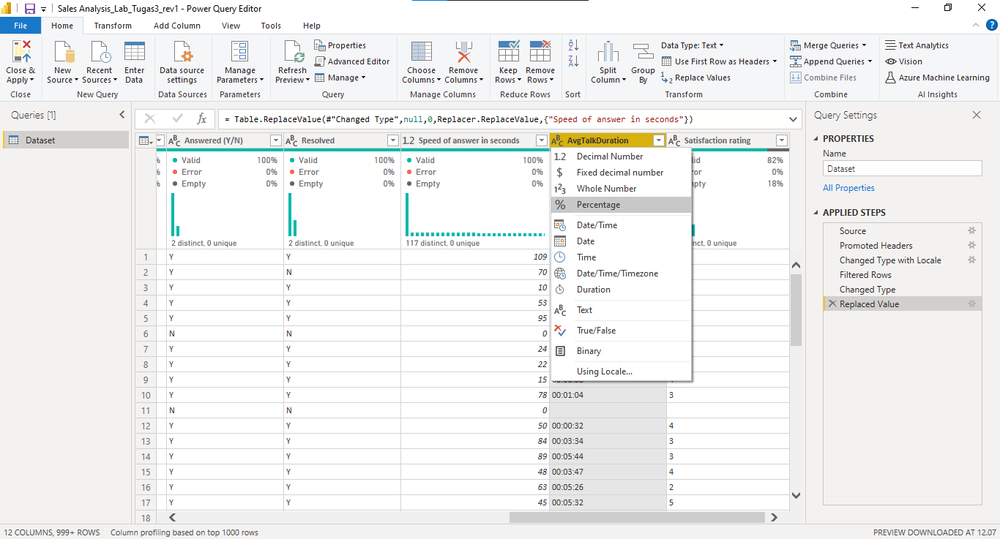 Sales Analysis_Lab_Tugas3_rev1 - Power Query Editor
File Home Transform Add Column View Tools Help
Close & Apply
Close
New Source
Recent Sources
Enter Data
New Query
Data source settings
Data Sources
Manage Parameters
Parameters
Refresh Preview
Properties
Advanced Editor
Manage
Query
Choose Columns
Remove Columns
Manage Columns
Keep Rows
Remove Rows
Reduce Rows
Sort
Split Column
Group By
Data Type: Text
Use First Row as Headers
Replace Values
Transform
Merge Queries
Append Queries
Combine Files
Combine
Text Analytics
Vision
Azure Machine Learning
AI Insights
Queries [1]
Dataset
fx
= Table.ReplaceValue(#"Changed Type",null,0,Replacer.ReplaceValue,{"Speed of answer in seconds"})
Answered (Y/N) Resolved 1.2 Speed of answer in seconds AvgTalkDuration Satisfaction rating
% Valid 100% Valid 100% Valid 100% lid 82%
% Error 0% Error 0% Error 0% ror 0%
% Empty 0% Empty 0% Empty 0% pty 18%
2 distinct, 0 unique 2 distinct, 0 unique 117 distinct, 0 unique nct, 0 unique
1 Y Y 109
2 Y N 70
3 Y Y 10
4 Y Y 53
5 Y Y 95
6 N N 0
7 Y Y 24
8 Y Y 22
9 Y Y 15
10 Y Y 78 00:01:04 3
11 N N 0
12 Y Y 50 00:00:32 4
13 Y Y 84 00:03:34 3
14 Y Y 89 00:05:44 3
15 Y Y 48 00:03:47 4
16 Y Y 63 00:05:26 2
17 Y Y 45 00:05:32 5
18
1.2 Decimal Number
$ Fixed decimal number
123 Whole Number
% Percentage
Date/Time
Date
Time
Date/Time/Timezone
Duration
ABC Text
True/False
Binary
Using Locale...
Query Settings
PROPERTIES
Name
Dataset
All Properties
APPLIED STEPS
Source
Promoted Headers
Changed Type with Locale
Filtered Rows
Changed Type
Replaced Value
12 COLUMNS, 999+ ROWS Column profiling based on top 1000 rows
PREVIEW DOWNLOADED AT 12.07